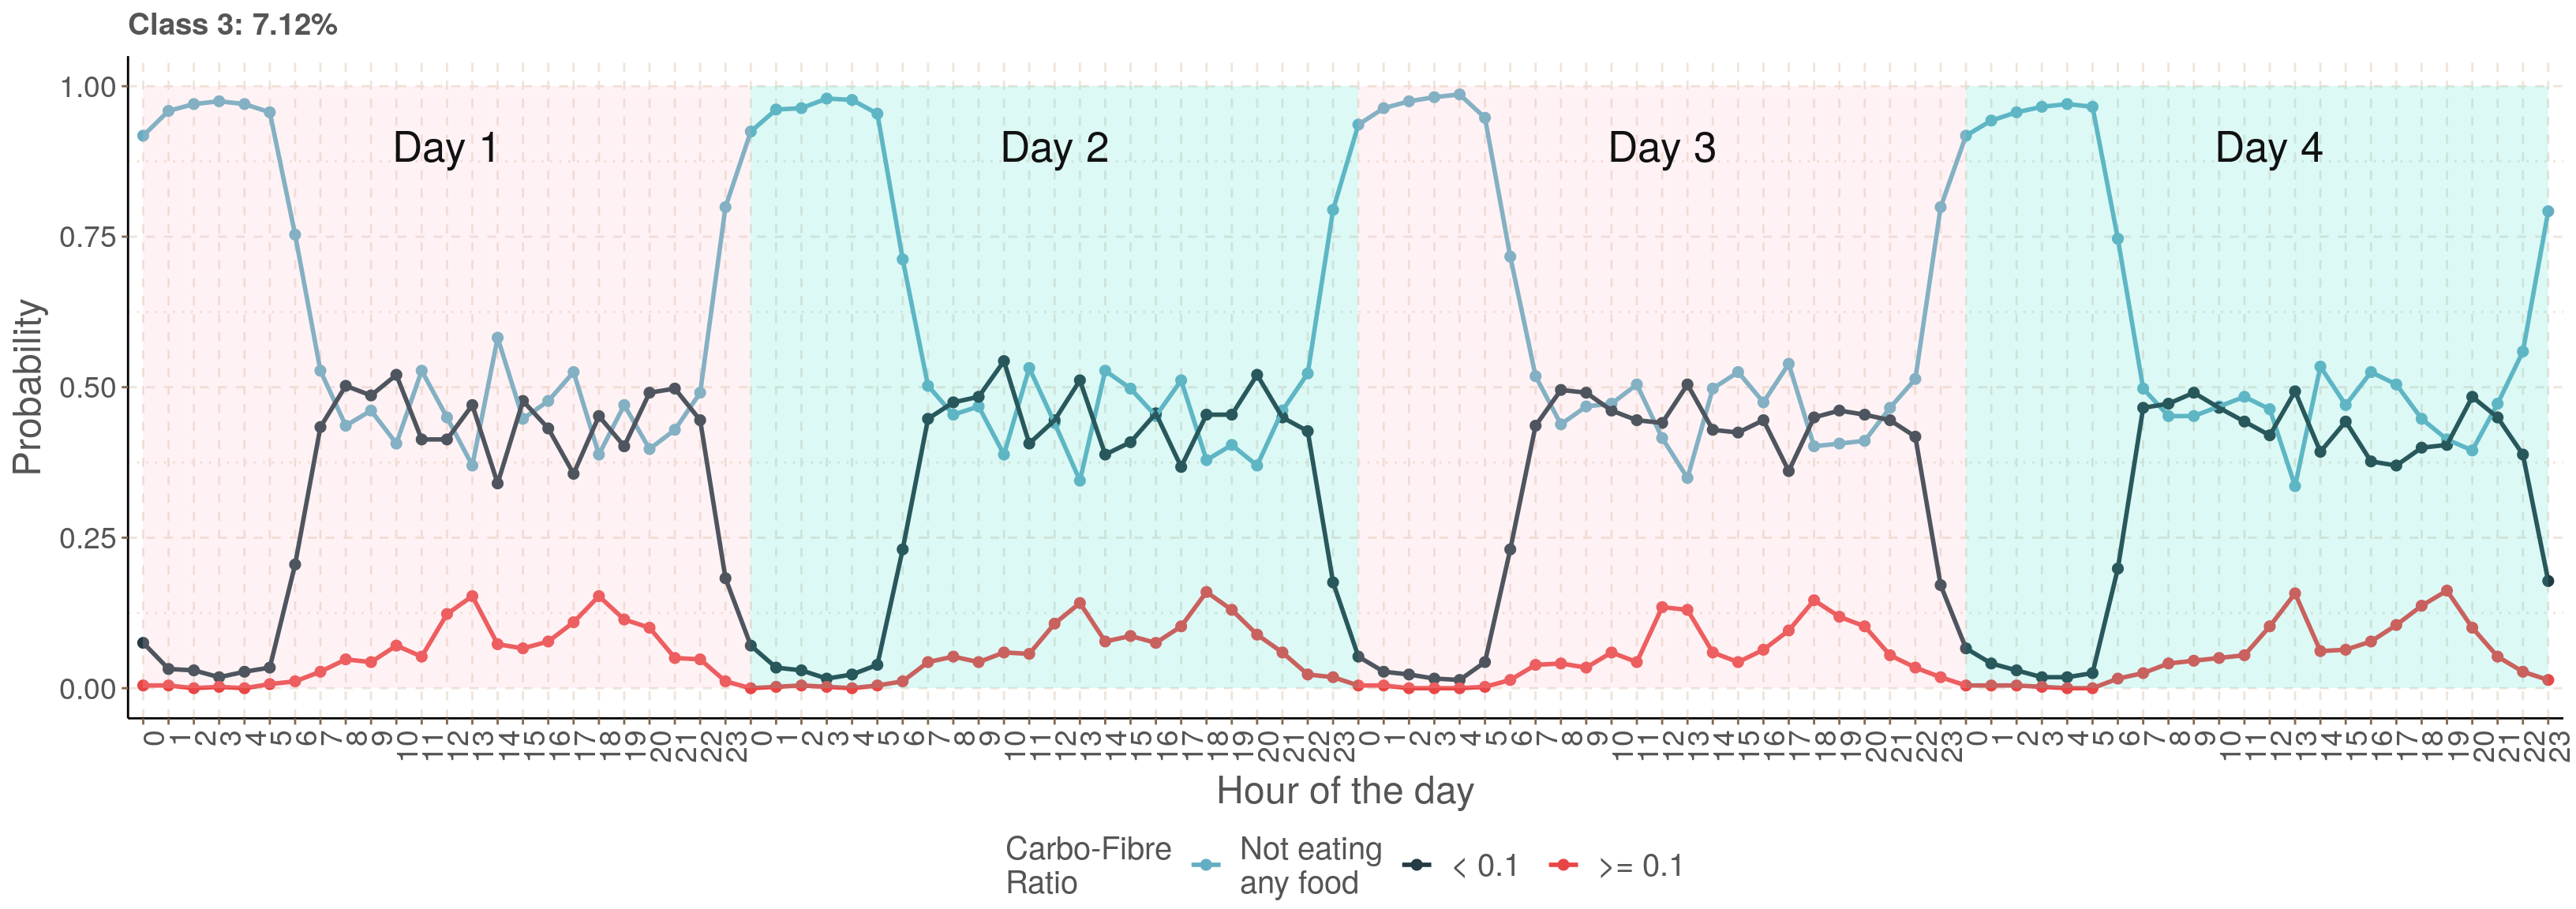 Class 3: 7.12%
1.00
0.75
0.50
0.25
0.00
Probability
Day 1
Day 2
Day 3
Day 4
0 1 2 3 4 5 6 7 8 9 10 11 12 13 14 15 16 17 18 19 20 21 22 23 0 1 2 3 4 5 6 7 8 9 10 11 12 13 14 15 16 17 18 19 20 21 22 23 0 1 2 3 4 5 6 7 8 9 10 11 12 13 14 15 16 17 18 19 20 21 22 23 0 1 2 3 4 5 6 7 8 9 10 11 12 13 14 15 16 17 18 19 20 21 22 23
Hour of the day
Carbo-Fibre
Ratio
Not eating
any food
< 0.1
>= 0.1